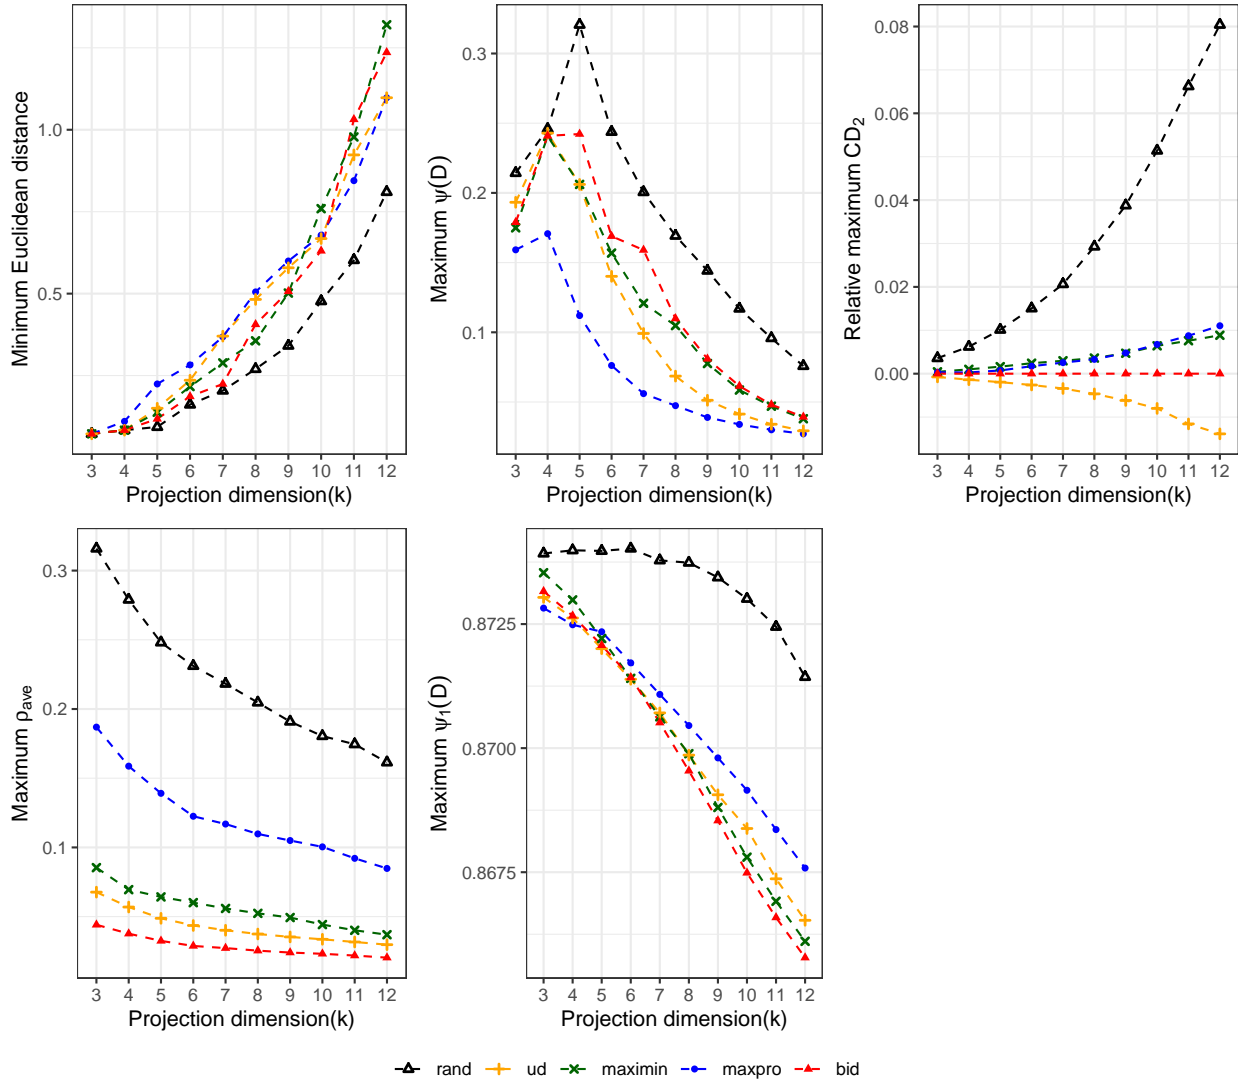 Minimum Euclidean distance
1.0
0.5
3 4 5 6 7 8 9 10 11 12
Projection dimension(k)
Maximum ψ(D)
0.3
0.2
0.1
3 4 5 6 7 8 9 10 11 12
Projection dimension(k)
Relative maximum CD₂
0.08
0.06
0.04
0.02
0.00
3 4 5 6 7 8 9 10 11 12
Projection dimension(k)
Maximum ρave
0.3
0.2
0.1
3 4 5 6 7 8 9 10 11 12
Projection dimension(k)
Maximum ψ₁(D)
0.8725
0.8700
0.8675
3 4 5 6 7 8 9 10 11 12
Projection dimension(k)
rand ud maximin maxpro bid